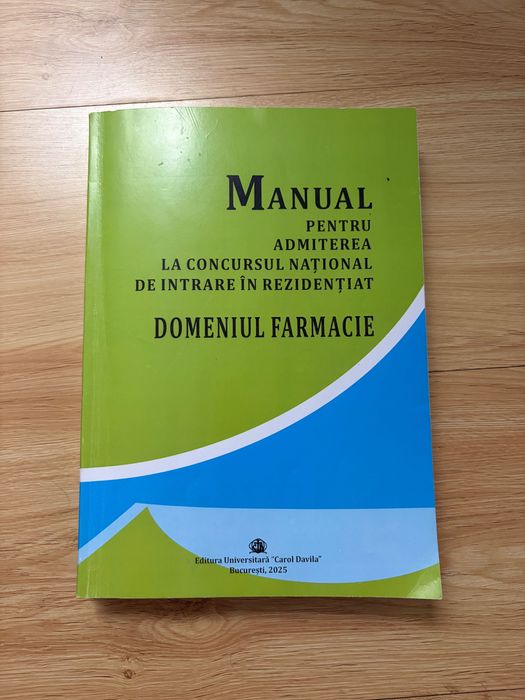 MANUAL
PENTRU
ADMITEREA
LA CONCURSUL NAȚIONAL
DE INTRARE ÎN REZIDENȚIAT
DOMENIUL FARMACIE
Editura Universitară "Carol Davila"
București, 2025